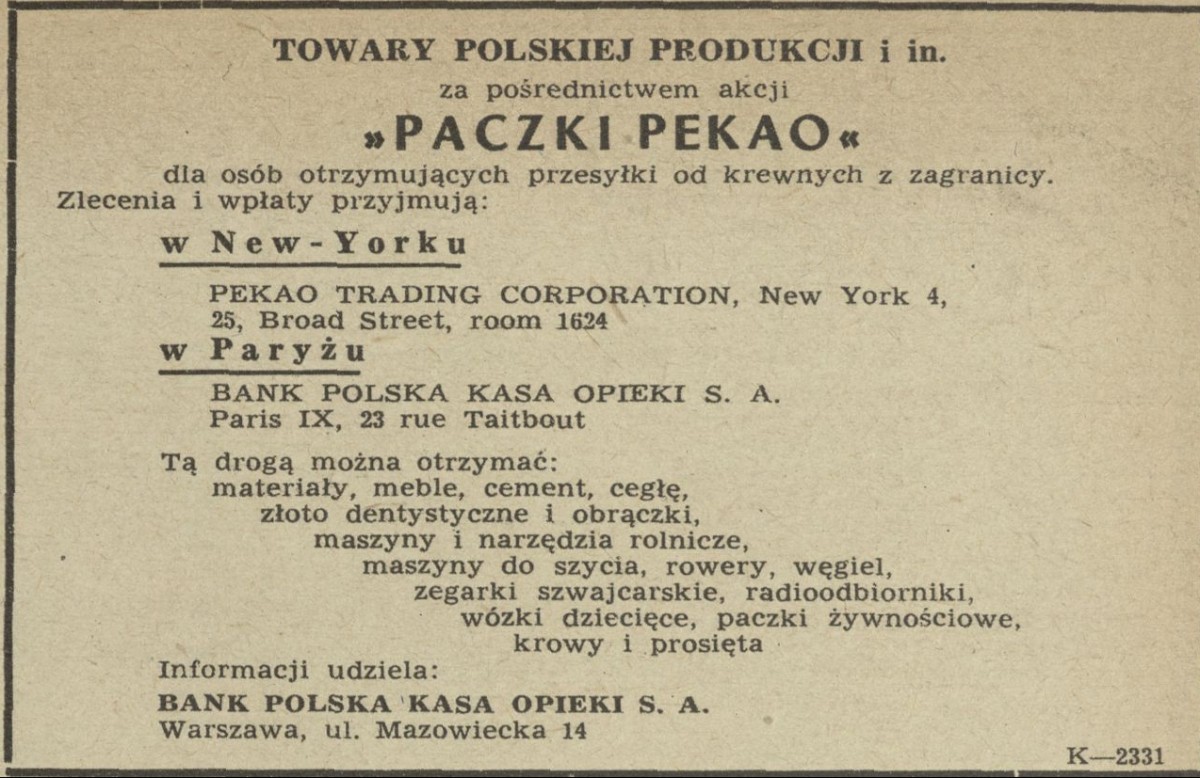 TOWARY POLSKIEJ PRODUKCJI i in.
za pośrednictwem akcji
»PACZKI PEKAO«
dla osób otrzymujących przesyłki od krewnych z zagranicy.
Zlecenia i wpłaty przyjmują:
w New-Yorku
PEKAO TRADING CORPORATION, New York 4,
25, Broad Street, room 1624
w Paryżu
BANK POLSKA KASA OPIEKI S. A.
Paris IX, 23 rue Taitbout
Tą drogą można otrzymać:
materiały, meble, cement, cegłę,
złoto dentystyczne i obrączki,
maszyny i narzędzia rolnicze,
maszyny do szycia, rowery, węgiel,
zegarki szwajcarskie, radioodbiorniki,
wózki dziecięce, paczki żywnościowe,
krowy i prosięta
Informacji udziela:
BANK POLSKA KASA OPIEKI S. A.
Warszawa, ul. Mazowiecka 14
K—2331